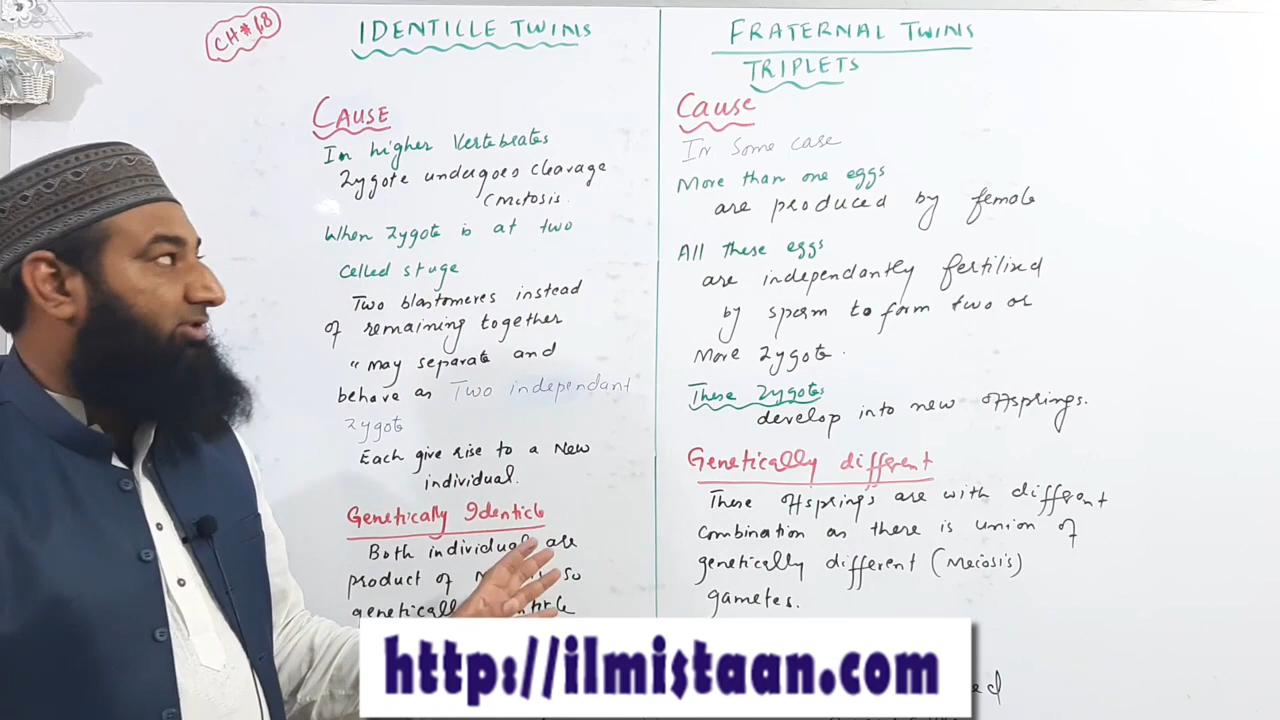 CH # 18
IDENTICLE TWINS
CAUSE
In higher Vertebrates
Zygote undergoes cleavage
(mitosis.
When Zygote is at two
celled stage
Two blastomeres instead
of remaining together
"may separate and
behave as Two independant
Zygote
Each give rise to a New
individual.
Genetically Identicle
Both individual are
product of so
genetically
FRATERNAL TWINS
TRIPLETS
Cause
In Some case
More than one eggs
are produced by female
All these eggs
are independantly fertilized
by sperm to form two or
More Zygote.
These Zygotes
develop into new offsprings.
Genetically different
These offsprings are with different
combination as there is union of
genetically different (Meiosis)
gametes.
http://ilmistaan.com